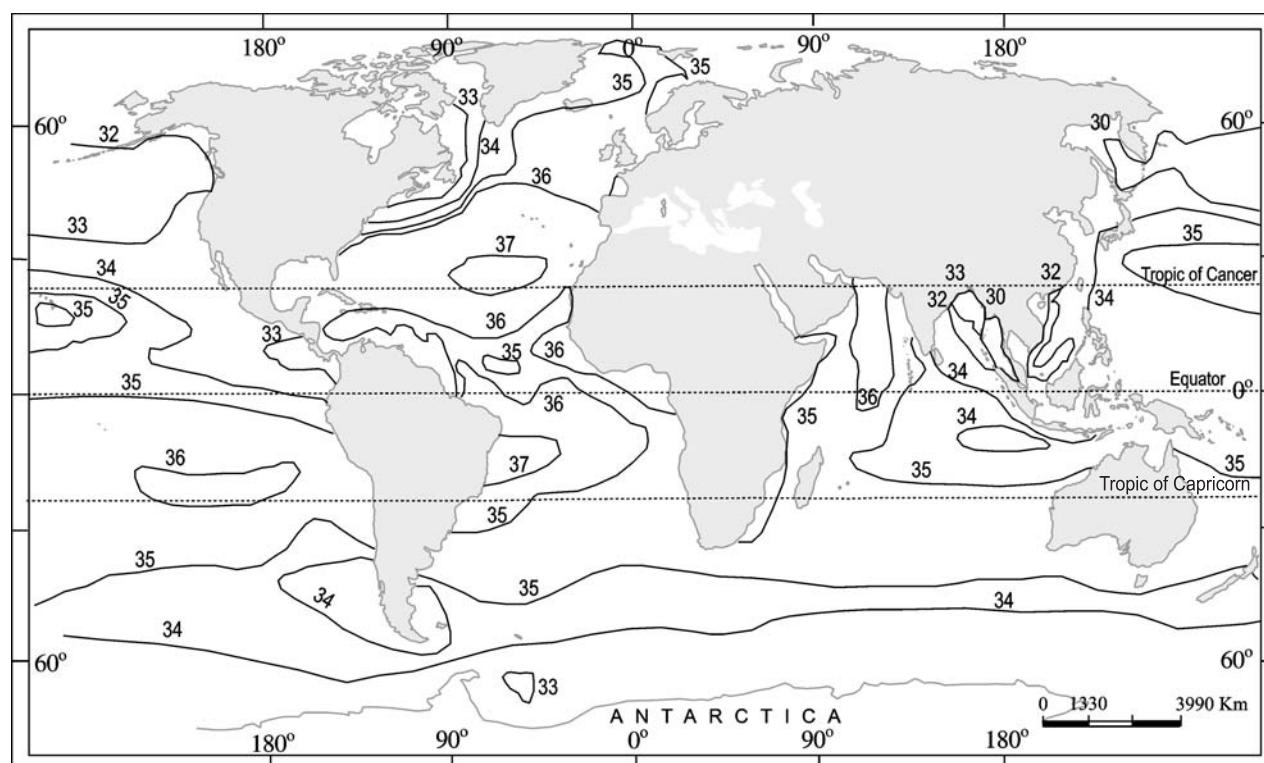 180° 90° 0° 90° 180°
35 35
33
60° 32 34 30 60°
36
33 35
37
34 33 32 Tropic of Cancer
35 35 36 32 30 34
33 35 36
34
35 Equator 0°
36 36 35 34
36 37 35 35
Tropic of Capricorn
35
35 35
34 34
34
60° 60°
33
ANTARCTICA 0 1330 3990 Km
180° 90° 0° 90° 180°